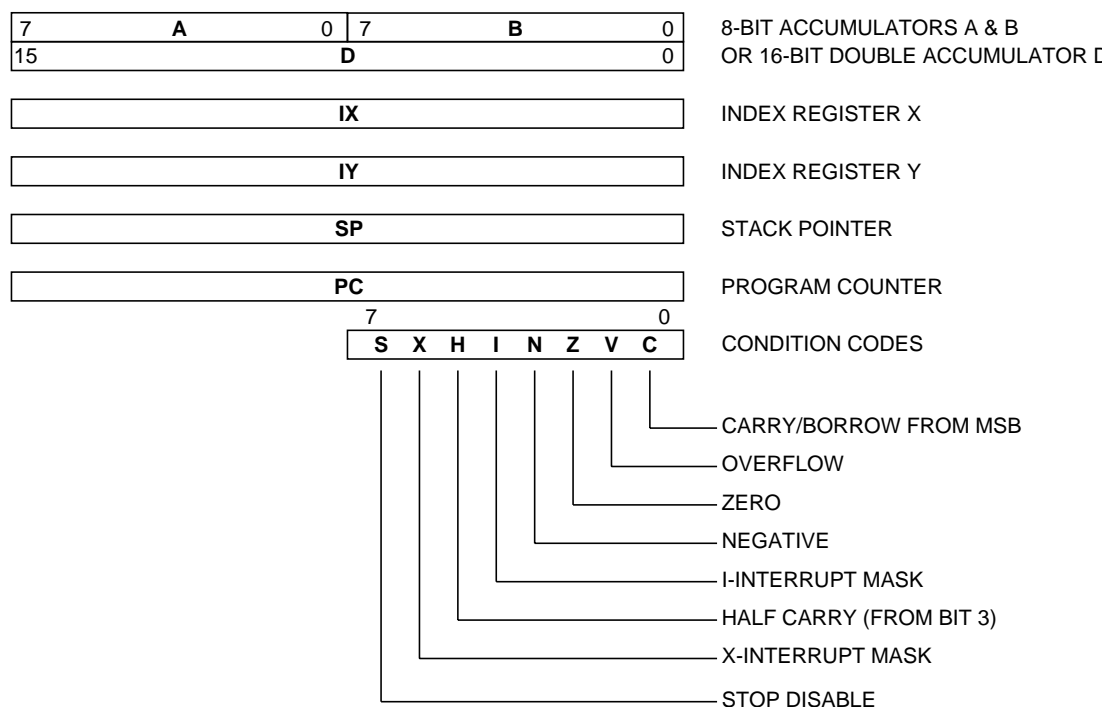 7 A 0 7 B 0 8-BIT ACCUMULATORS A & B
15 D 0 OR 16-BIT DOUBLE ACCUMULATOR D
IX INDEX REGISTER X
IY INDEX REGISTER Y
SP STACK POINTER
PC PROGRAM COUNTER
7 0
S X H I N Z V C CONDITION CODES
CARRY/BORROW FROM MSB
OVERFLOW
ZERO
NEGATIVE
I-INTERRUPT MASK
HALF CARRY (FROM BIT 3)
X-INTERRUPT MASK
STOP DISABLE